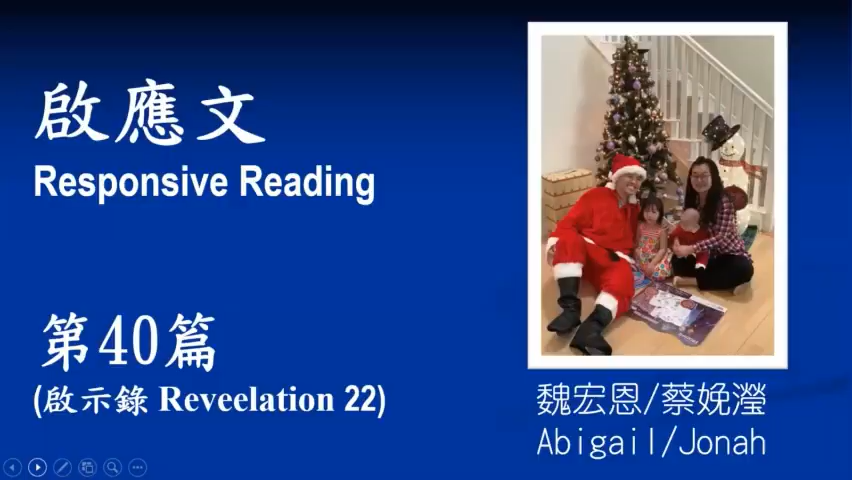 啟應文
Responsive Reading
第40篇
(啟示錄 Reveelation 22)
魏宏恩/蔡娩瀅
Abigail/Jonah